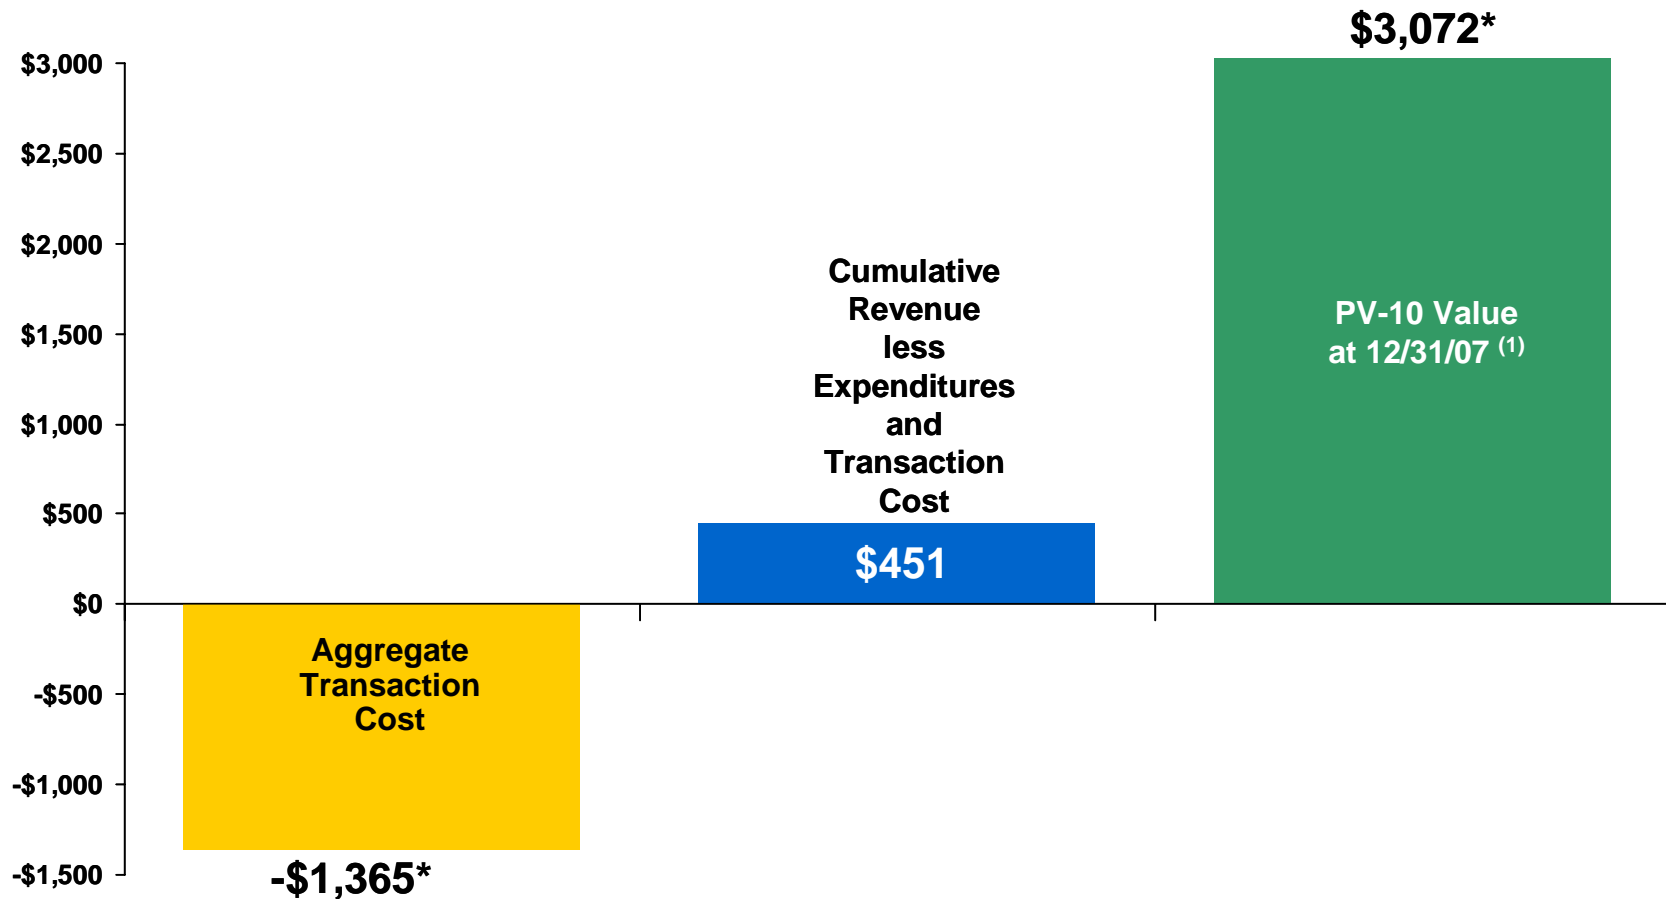 $3,072*
$3,000
$2,500
$2,000
$1,500
$1,000
$500
$0
-$500
-$1,000
-$1,500
Aggregate
Transaction
Cost
-$1,365*
Cumulative
Revenue
less
Expenditures
and
Transaction
Cost
$451
PV-10 Value
at 12/31/07 (1)